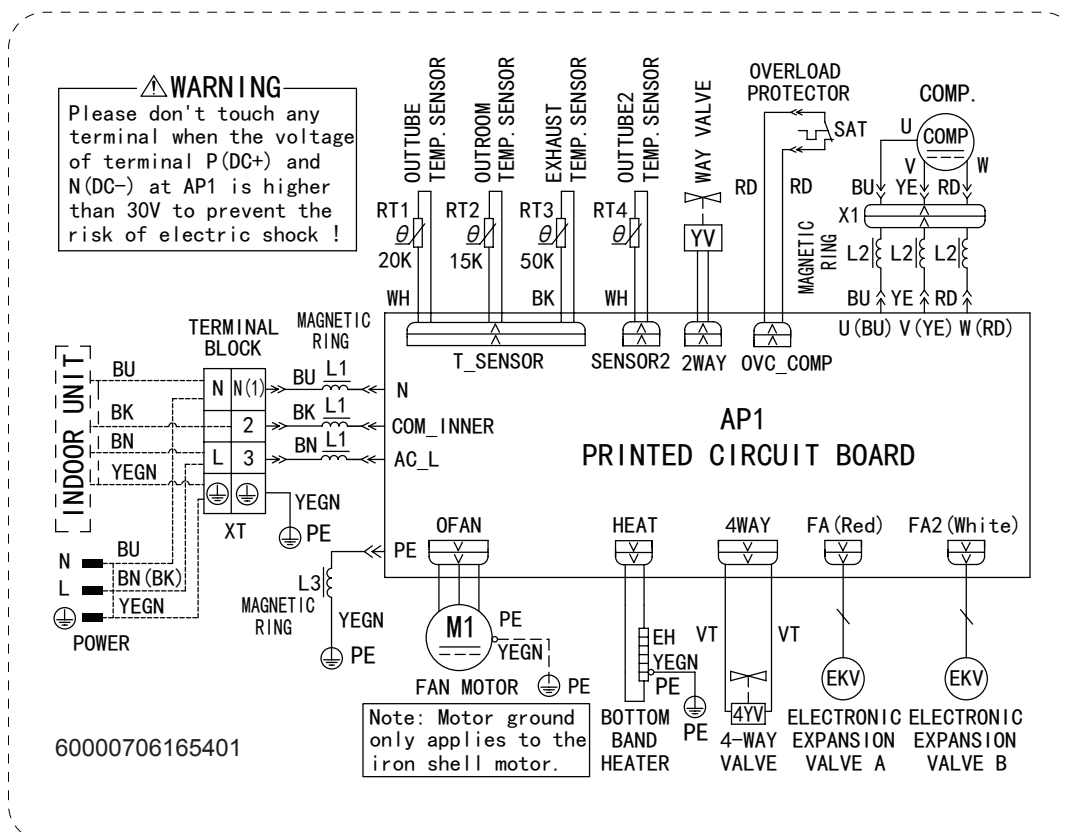 WARNING
Please don't touch any
terminal when the voltage
of terminal P(DC+) and
N(DC-) at AP1 is higher
than 30V to prevent the
risk of electric shock !
OUTTUBE
TEMP. SENSOR
OUTROOM
TEMP. SENSOR
EXHAUST
TEMP. SENSOR
OUTTUBE2
TEMP. SENSOR
WAY VALVE
OVERLOAD
PROTECTOR
SAT
COMP.
COMP
U
V
W
RD
RD
BU
YE
RD
X1
RT1
θ
20K
RT2
θ
15K
RT3
θ
50K
RT4
θ
YV
MAGNETIC
RING
L2
L2
L2
WH
BK
WH
BU
YE
RD
T_SENSOR
SENSOR2
2WAY
OVC_COMP
U(BU)
V(YE)
W(RD)
TERMINAL
BLOCK
MAGNETIC
RING
INDOOR UNIT
BU
N
N(1)
BU
L1
N
BK
2
BK
L1
COM_INNER
BN
L
3
BN
L1
AC_L
YEGN
YEGN
XT
PE
AP1
PRINTED CIRCUIT BOARD
N
BU
L
BN(BK)
YEGN
POWER
PE
L3
MAGNETIC
RING
YEGN
PE
OFAN
HEAT
4WAY
FA(Red)
FA2(White)
M1
PE
YEGN
FAN MOTOR
PE
EH
YEGN
PE
PE
VT
VT
4YV
EKV
EKV
Note: Motor ground
only applies to the
iron shell motor.
BOTTOM
BAND
HEATER
4-WAY
VALVE
ELECTRONIC
EXPANSION
VALVE A
ELECTRONIC
EXPANSION
VALVE B
60000706165401